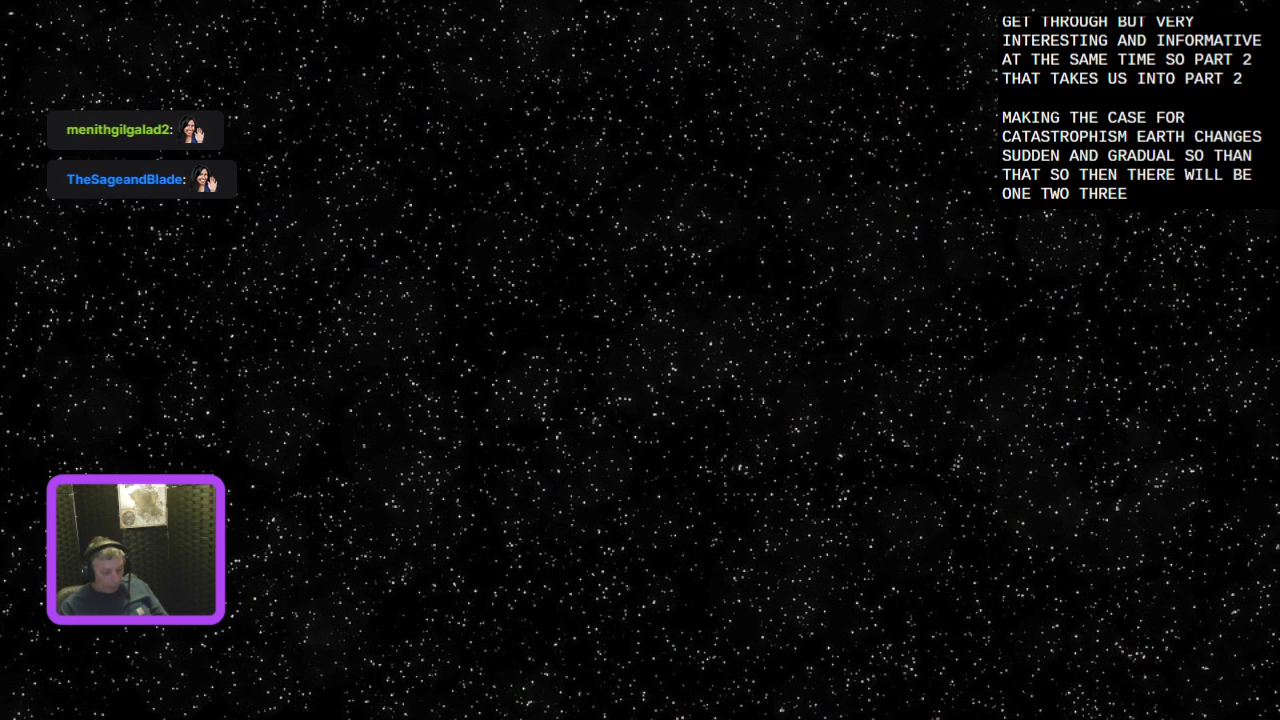 menithgilgalad2:
TheSageandBlade:
GET THROUGH BUT VERY
INTERESTING AND INFORMATIVE
AT THE SAME TIME SO PART 2
THAT TAKES US INTO PART 2
MAKING THE CASE FOR
CATASTROPHISM EARTH CHANGES
SUDDEN AND GRADUAL SO THAN
THAT SO THEN THERE WILL BE
ONE TWO THREE